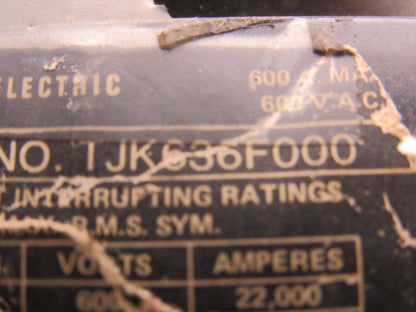 ELECTRIC 600 A. MAX.
600 V.A.C.
NO. TJK636F000
INTERRUPTING RATINGS
R.M.S. SYM.
VOLTS AMPERES
600 22,000